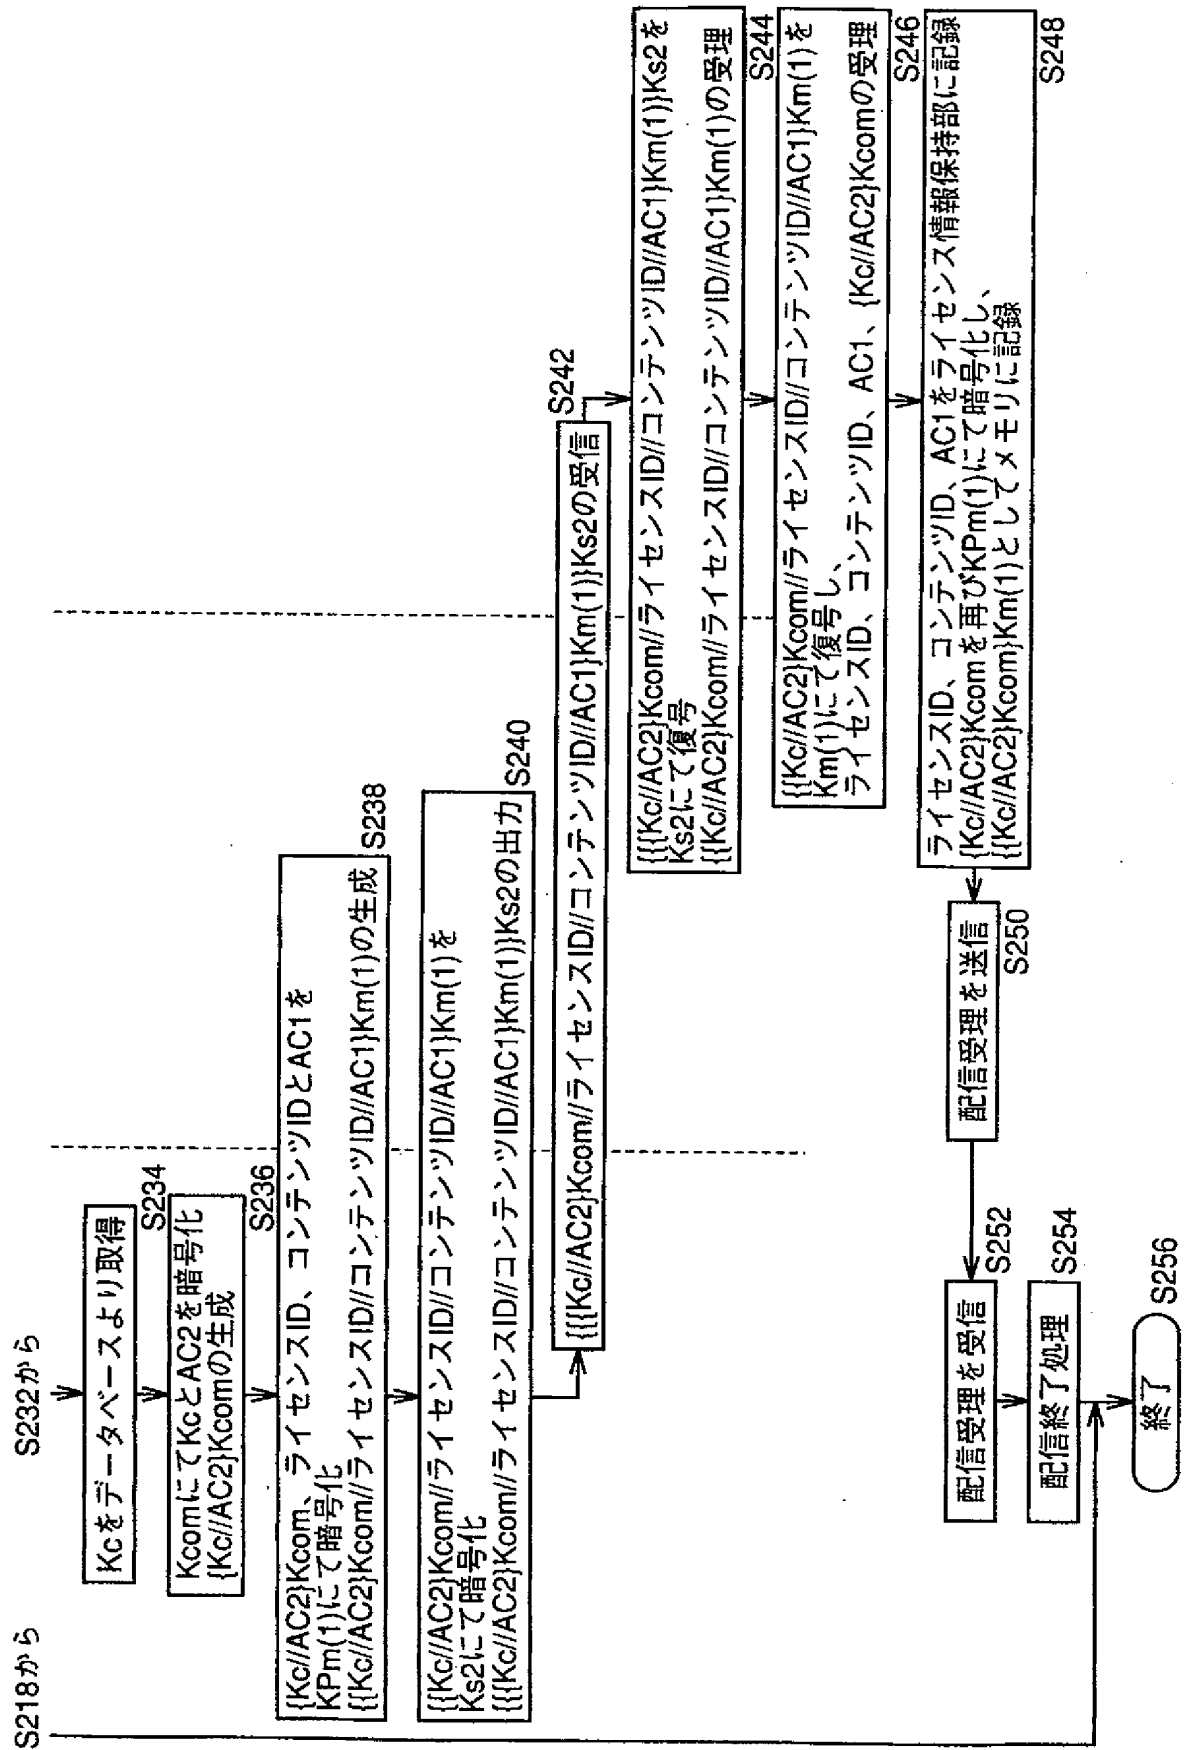 S218から
S232から
Kcをデータベースより取得
S234
KcomにてKcとAC2を暗号化
{Kc//AC2}Kcomの生成
S236
{Kc//AC2}Kcom、ライセンスID、コンテンツIDとAC1を
KPm(1)にて暗号化
{{Kc//AC2}Kcom//ライセンスID//コンテンツID//AC1}Km(1)の生成
S238
{{Kc//AC2}Kcom//ライセンスID//コンテンツID//AC1}Km(1)を
Ks2にて暗号化
{{{Kc//AC2}Kcom//ライセンスID//コンテンツID//AC1}Km(1)}Ks2の出力
S240
{{{Kc//AC2}Kcom//ライセンスID//コンテンツID//AC1}Km(1)}Ks2の受信
S242
{{{Kc//AC2}Kcom//ライセンスID//コンテンツID//AC1}Km(1)}Ks2を
Ks2にて復号
{{Kc//AC2}Kcom//ライセンスID//コンテンツID//AC1}Km(1)の受理
S244
{{Kc//AC2}Kcom//ライセンスID//コンテンツID//AC1}Km(1)を
Km(1)にて復号し、
ライセンスID、コンテンツID、AC1、{Kc//AC2}Kcomの受理
S246
ライセンスID、コンテンツID、AC1をライセンス情報保持部に記録
{Kc//AC2}Kcomを再びKPm(1)にて暗号化し、
{{Kc//AC2}Kcom}Km(1)としてメモリに記録
S248
配信受理を送信
S250
配信受理を受信
S252
配信終了処理
S254
終了
S256